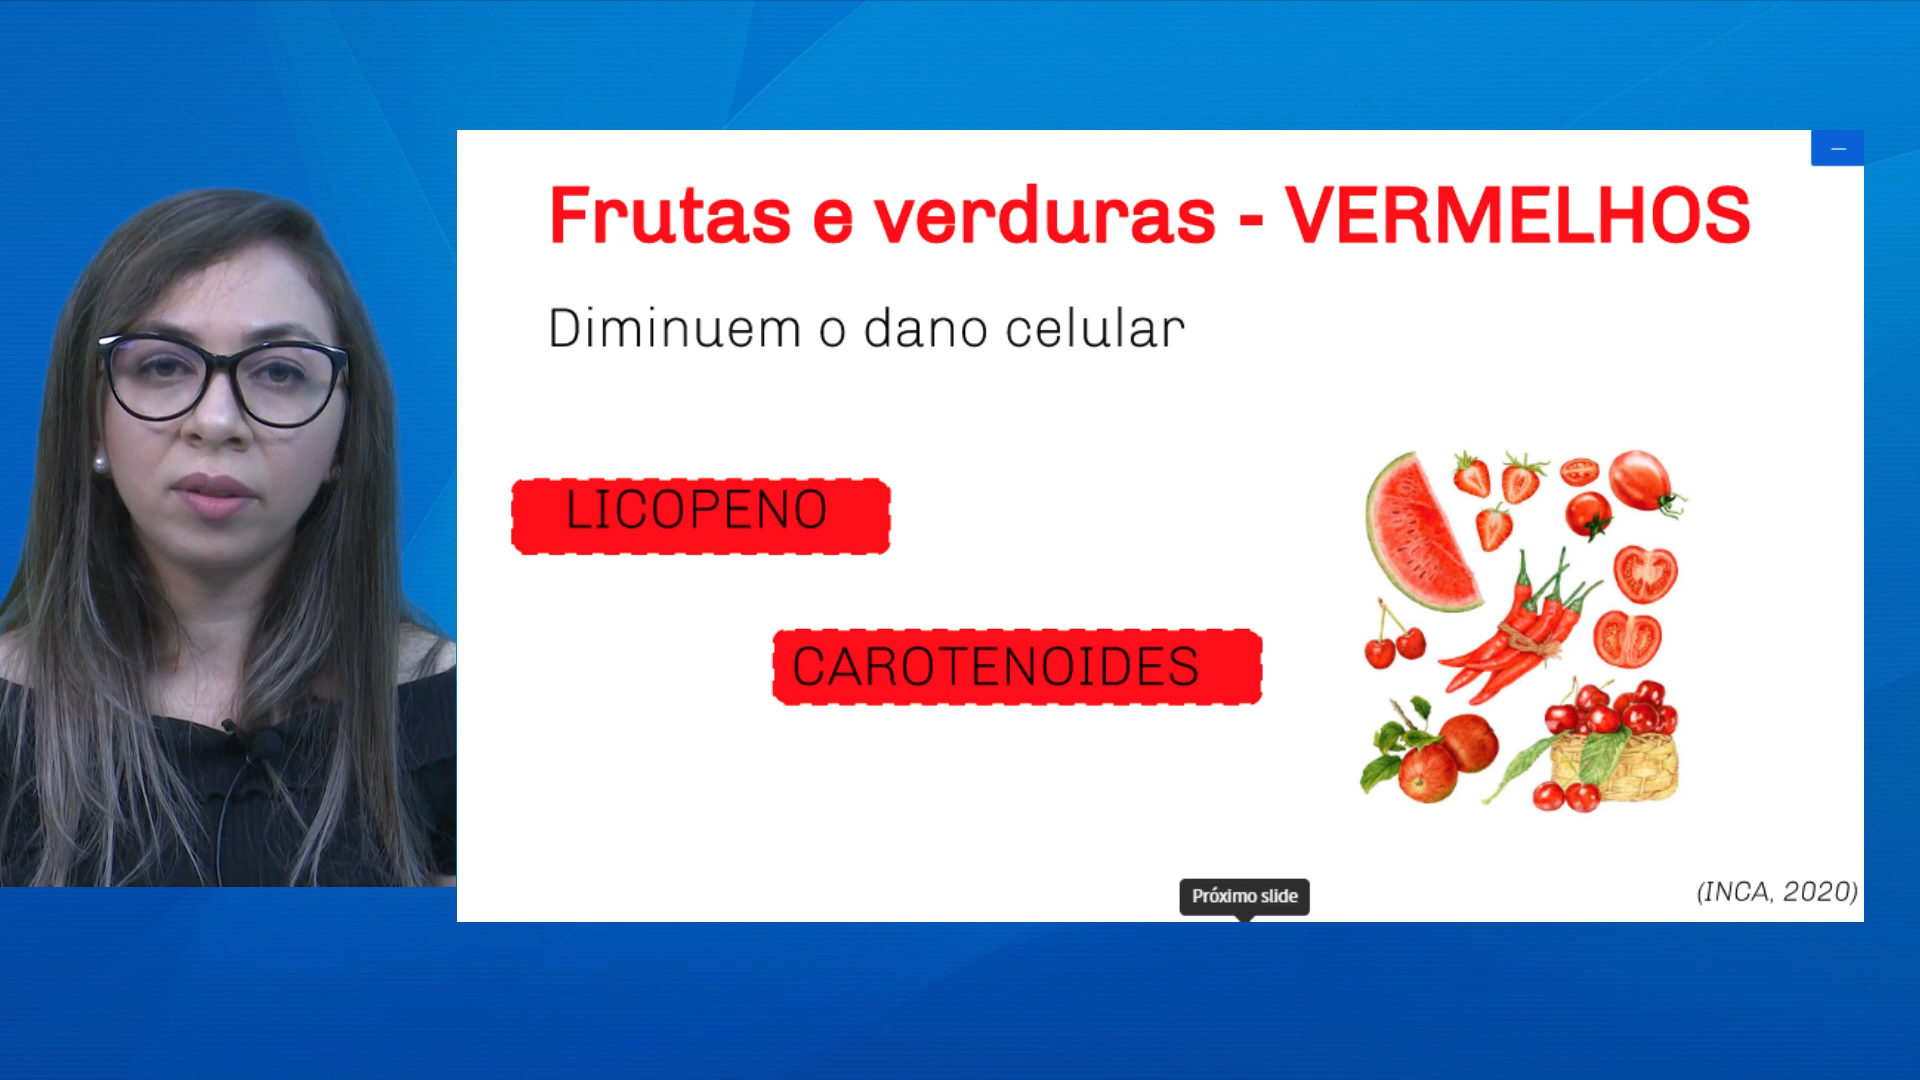 Frutas e verduras - VERMELHOS
Diminuem o dano celular
LICOPENO
CAROTENOIDES
Próximo slide
(INCA, 2020)